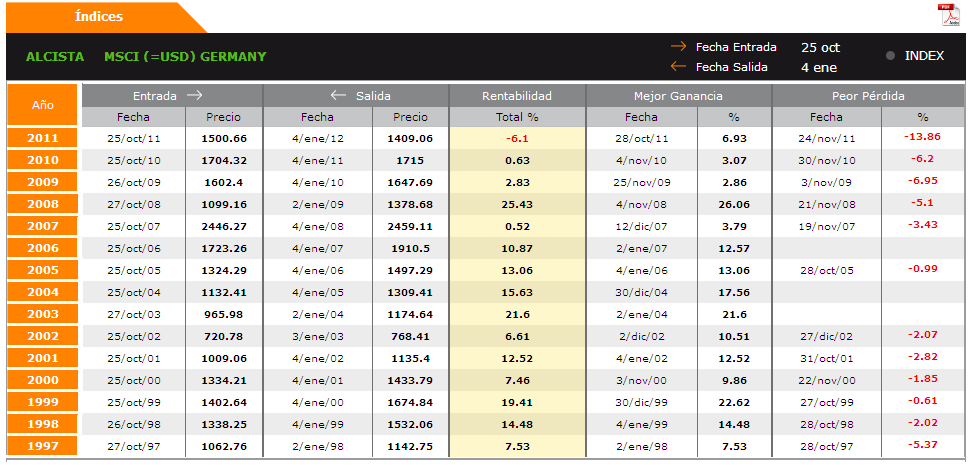 Índices
PDF
Adobe
ALCISTA MSCI (=USD) GERMANY
Fecha Entrada 25 oct
Fecha Salida 4 ene
INDEX
Año Entrada Salida Rentabilidad Mejor Ganancia Peor Pérdida
Fecha Precio Fecha Precio Total % Fecha % Fecha %
2011 25/oct/11 1500.66 4/ene/12 1409.06 -6.1 28/oct/11 6.93 24/nov/11 -13.86
2010 25/oct/10 1704.32 4/ene/11 1715 0.63 4/nov/10 3.07 30/nov/10 -6.2
2009 26/oct/09 1602.4 4/ene/10 1647.69 2.83 25/nov/09 2.86 3/nov/09 -6.95
2008 27/oct/08 1099.16 2/ene/09 1378.68 25.43 4/nov/08 26.06 21/nov/08 -5.1
2007 25/oct/07 2446.27 4/ene/08 2459.11 0.52 12/dic/07 3.79 19/nov/07 -3.43
2006 25/oct/06 1723.26 4/ene/07 1910.5 10.87 2/ene/07 12.57
2005 25/oct/05 1324.29 4/ene/06 1497.29 13.06 4/ene/06 13.06 28/oct/05 -0.99
2004 25/oct/04 1132.41 4/ene/05 1309.41 15.63 30/dic/04 17.56
2003 27/oct/03 965.98 2/ene/04 1174.64 21.6 2/ene/04 21.6
2002 25/oct/02 720.78 3/ene/03 768.41 6.61 2/dic/02 10.51 27/dic/02 -2.07
2001 25/oct/01 1009.06 4/ene/02 1135.4 12.52 4/ene/02 12.52 31/oct/01 -2.82
2000 25/oct/00 1334.21 4/ene/01 1433.79 7.46 3/nov/00 9.86 22/nov/00 -1.85
1999 25/oct/99 1402.64 4/ene/00 1674.84 19.41 30/dic/99 22.62 27/oct/99 -0.61
1998 26/oct/98 1338.25 4/ene/99 1532.06 14.48 4/ene/99 14.48 28/oct/98 -2.02
1997 27/oct/97 1062.76 2/ene/98 1142.75 7.53 2/ene/98 7.53 28/oct/97 -5.37